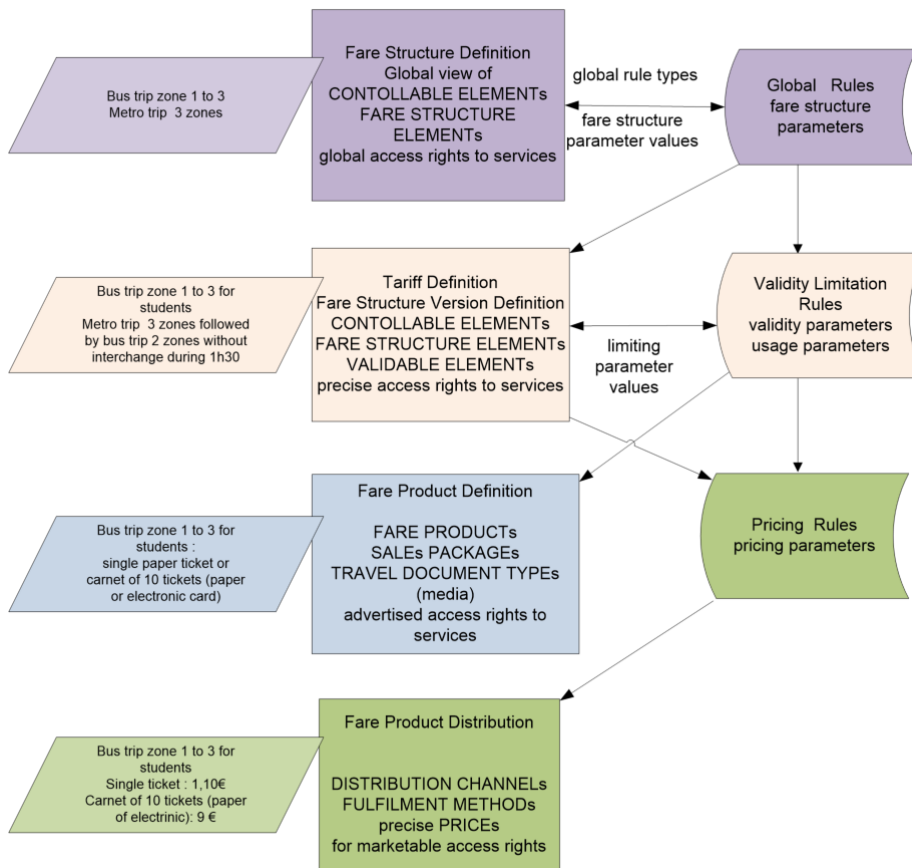 Fare Structure Definition
Global view of
CONTOLLABLE ELEMENTs
FARE STRUCTURE
ELEMENTs
global access rights to services
Bus trip zone 1 to 3
Metro trip 3 zones
global rule types
fare structure
parameter values
Global Rules
fare structure
parameters
Bus trip zone 1 to 3 for
students
Metro trip 3 zones followed
by bus trip 2 zones without
interchange during 1h30
Tariff Definition
Fare Structure Version Definition
CONTOLLABLE ELEMENTs
FARE STRUCTURE ELEMENTs
VALIDABLE ELEMENTs
precise access rights to services
limiting
parameter
values
Validity Limitation
Rules
validity parameters
usage parameters
Bus trip zone 1 to 3 for
students :
single paper ticket or
carnet of 10 tickets (paper
or electronic card)
Fare Product Definition
FARE PRODUCTs
SALEs PACKAGEs
TRAVEL DOCUMENT TYPEs
(media)
advertised access rights to
services
Pricing Rules
pricing parameters
Bus trip zone 1 to 3 for
students
Single ticket : 1,10€
Carnet of 10 tickets (paper
of electrinic): 9 €
Fare Product Distribution
DISTRIBUTION CHANNELs
FULFILMENT METHODs
precise PRICEs
for marketable access rights